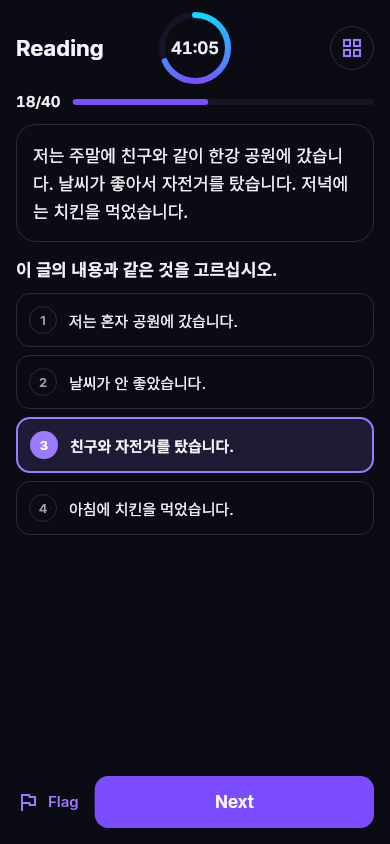 Reading
41:05
18/40
저는 주말에 친구와 같이 한강 공원에 갔습니
다. 날씨가 좋아서 자전거를 탔습니다. 저녁에
는 치킨을 먹었습니다.
이 글의 내용과 같은 것을 고르십시오.
1 저는 혼자 공원에 갔습니다.
2 날씨가 안 좋았습니다.
3 친구와 자전거를 탔습니다.
4 아침에 치킨을 먹었습니다.
Flag
Next